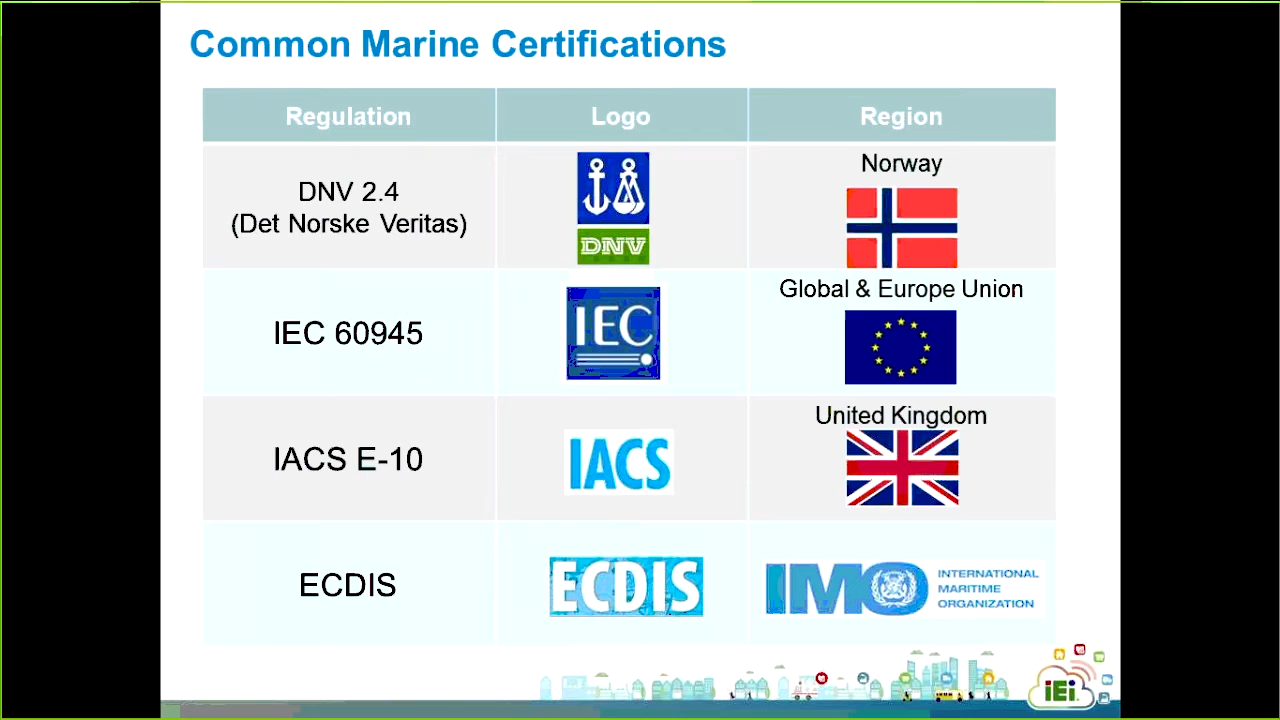 Common Marine Certifications
Regulation
Logo
Region
DNV 2.4
(Det Norske Veritas)
DNV
Norway
IEC 60945
IEC
Global & Europe Union
IACS E-10
IACS
United Kingdom
ECDIS
ECDIS
IMO
INTERNATIONAL
MARITIME
ORGANIZATION
iEi